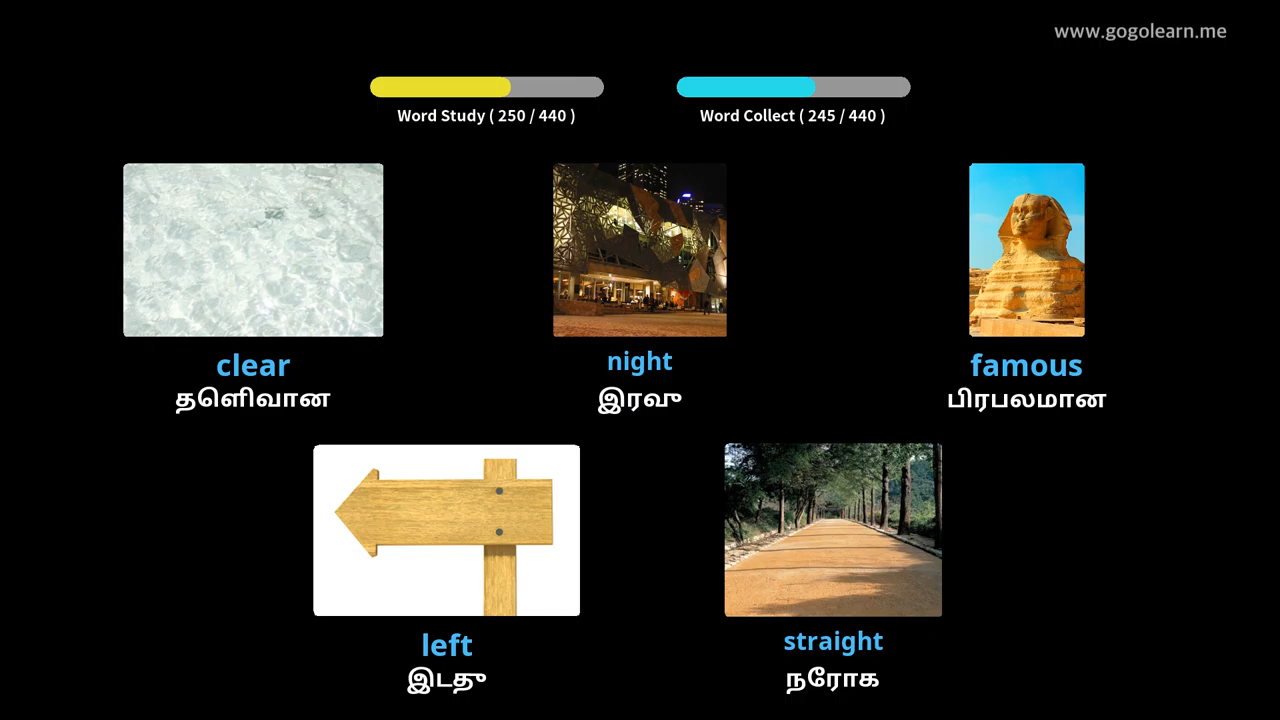 www.gogolearn.me
Word Study ( 250 / 440 )
Word Collect ( 245 / 440 )
clear
தளெிவான
night
இரவு
famous
பிரபலமான
left
இடது
straight
நரோக